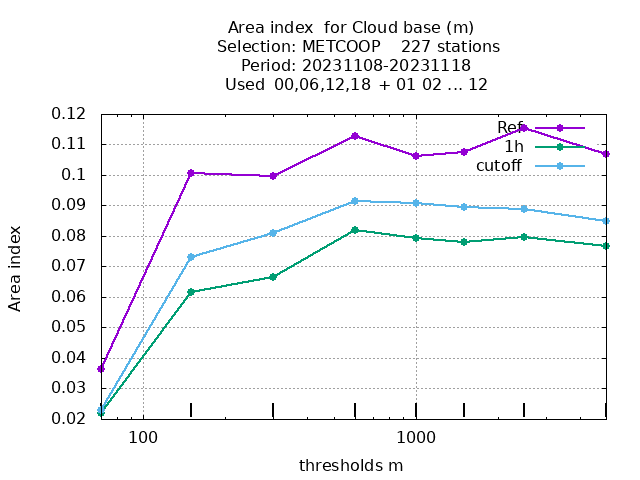 Area index  for Cloud base (m)
Selection: METCOOP    227 stations
Period: 20231108-20231118
Used  00,06,12,18  + 01 02 ... 12
0.12
0.11
0.1
0.09
0.08
0.07
0.06
0.05
0.04
0.03
0.02
Area index
Ref
1h
cutoff
100
1000
thresholds m